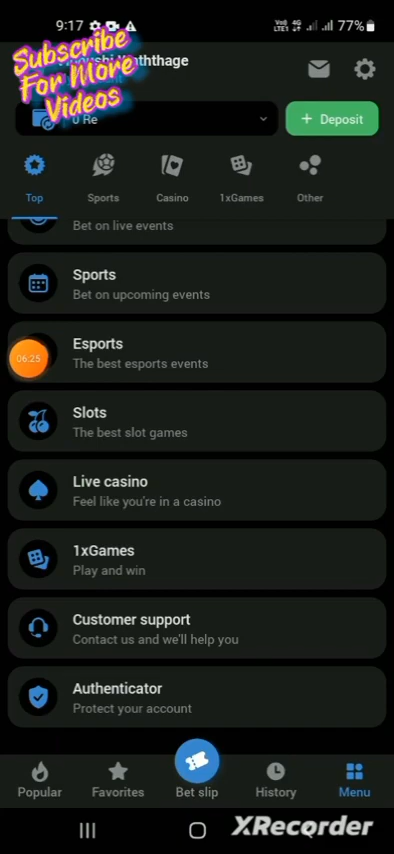 9:17
Vo)) LTE1 4G 77%
Subscribe
For More
Videos
0 Re
+ Deposit
Top
Sports
Casino
1xGames
Other
Bet on live events
Sports
Bet on upcoming events
Esports
The best esports events
06:25
Slots
The best slot games
Live casino
Feel like you're in a casino
1xGames
Play and win
Customer support
Contact us and we'll help you
Authenticator
Protect your account
Popular
Favorites
Bet slip
History
Menu
XRecorder